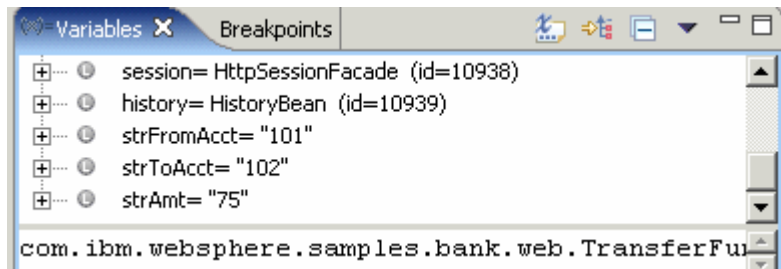 Variables Breakpoints
session= HttpSessionFacade (id=10938)
history= HistoryBean (id=10939)
strFromAcct= "101"
strToAcct= "102"
strAmt= "75"
com.ibm.websphere.samples.bank.web.